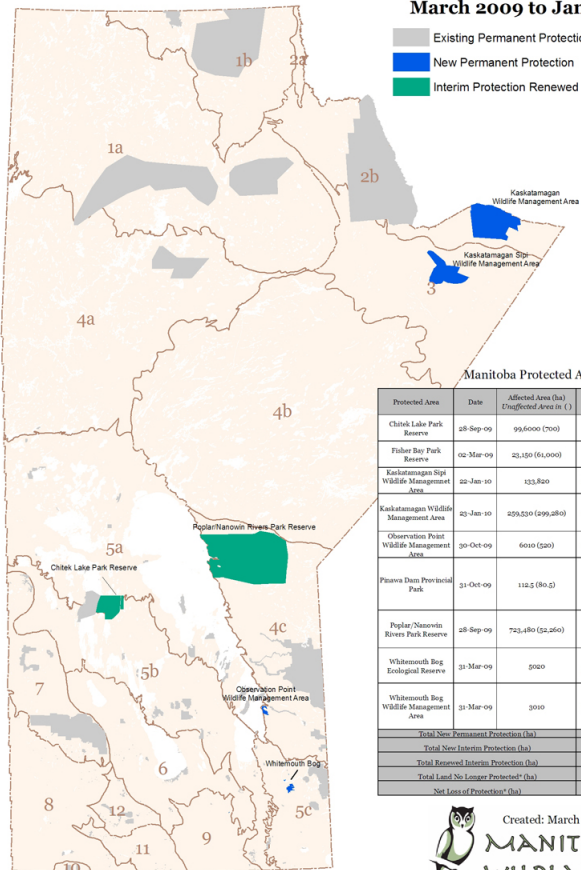 March 2009 to Jan
Existing Permanent Protectio
New Permanent Protection
Interim Protection Renewed
1b
2a
1a
2b
Kaskatamagan
Wildlife Management Area
Kaskatamagan Sipi
Wildlife Management Area
3
4a
4b
Poplar/Nanowin Rivers Park Reserve
5a
Chitek Lake Park Reserve
4c
5b
7
Observation Point
Wildlife Management Area
6
Whitemouth Bog
5c
8
12
9
11
10
Manitoba Protected A
Protected Area Date Affected Area (ha)
Unaffected Area in ( )
Chitek Lake Park
Reserve 28-Sep-09 99,6000 (700)
Fisher Bay Park
Reserve 02-Mar-09 23,150 (61,000)
Kaskatamagan Sipi
Wildlife Managemnet
Area 22-Jan-10 133,820
Kaskatamagan Wildlife
Management Area 23-Jan-10 259,530 (299,280)
Observation Point
Wildlife Management
Area 30-Oct-09 6010 (520)
Pinawa Dam Provincial
Park 31-Oct-09 112.5 (80.5)
Poplar/Nanowin
Rivers Park Reserve 28-Sep-09 723,480 (52,260)
Whitemouth Bog
Ecological Reserve 31-Mar-09 5020
Whitemouth Bog
Wildlife Management
Area 31-Mar-09 3010
Total New Permanent Protection (ha)
Total New Interim Protection (ha)
Total Renewed Interim Protection (ha)
Total Land No Longer Protected* (ha)
Net Loss of Protection* (ha)
Created: March
MANIT